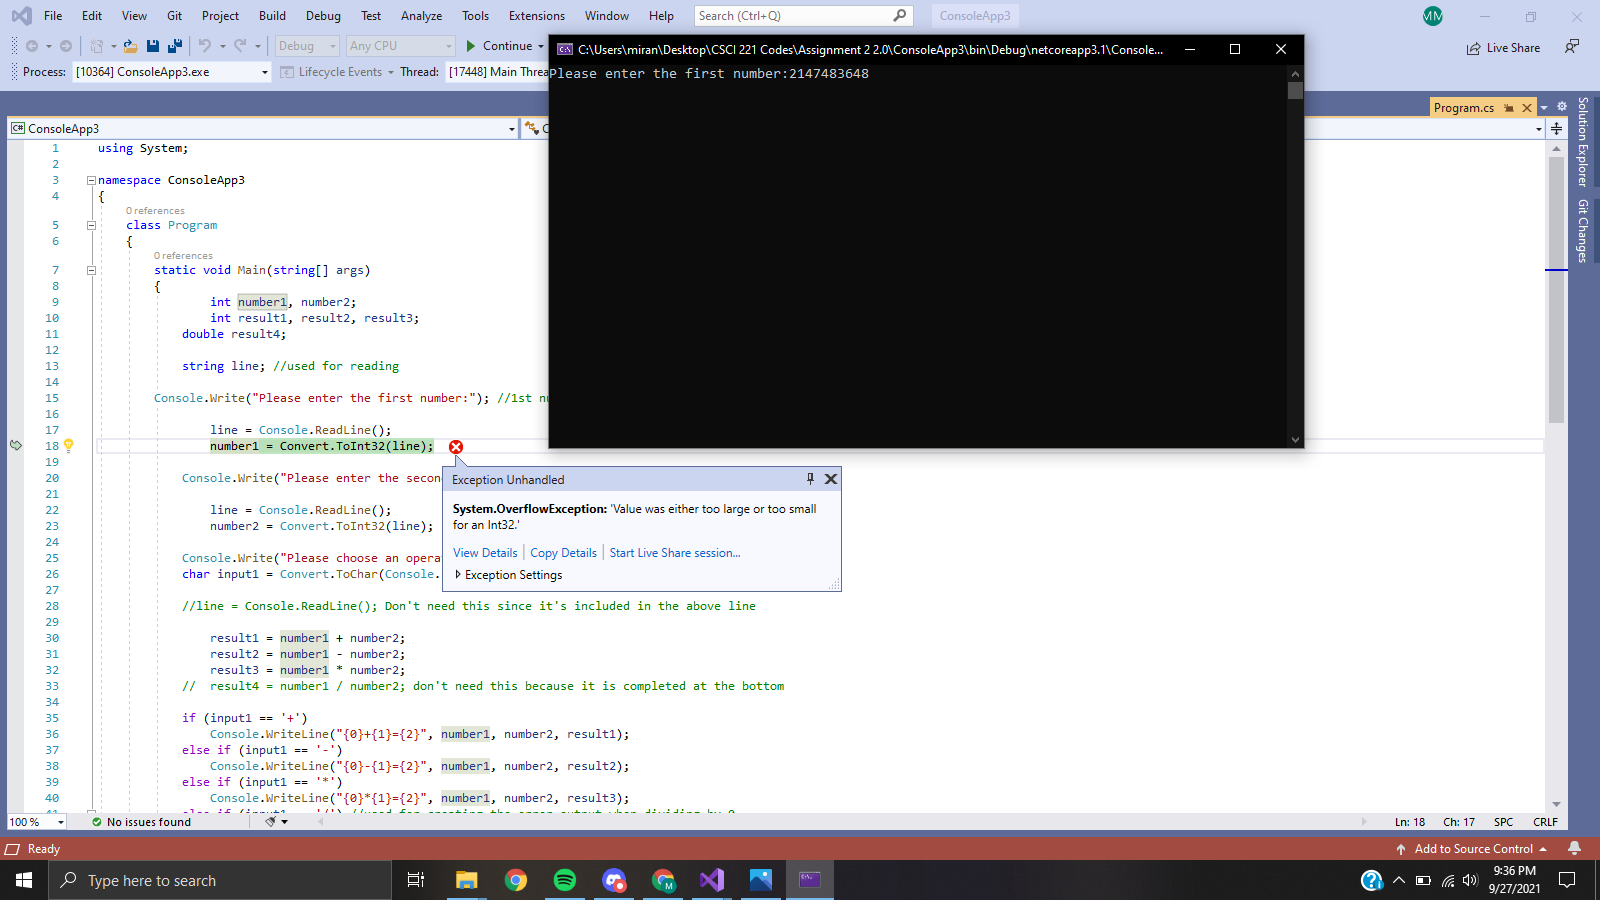 File Edit View Git Project Build Debug Test Analyze Tools Extensions Window Help Search (Ctrl+Q) ConsoleApp3 MM
Debug Any CPU Continue Live Share
Process: [10364] ConsoleApp3.exe Lifecycle Events Thread: [17448] Main Threa
C:\Users\miran\Desktop\CSCI 221 Codes\Assignment 2 2.0\ConsoleApp3\bin\Debug\netcoreapp3.1\Console...
Please enter the first number:2147483648
Program.cs
Solution Explorer
Git Changes
C# ConsoleApp3
1 using System;
2
3 namespace ConsoleApp3
4 {
0 references
5 class Program
6 {
0 references
7 static void Main(string[] args)
8 {
9 int number1, number2;
10 int result1, result2, result3;
11 double result4;
12
13 string line; //used for reading
14
15 Console.Write("Please enter the first number:"); //1st nu
16
17 line = Console.ReadLine();
18 number1 = Convert.ToInt32(line);
19
20 Console.Write("Please enter the secon
21
22 line = Console.ReadLine();
23 number2 = Convert.ToInt32(line);
24
25 Console.Write("Please choose an opera
26 char input1 = Convert.ToChar(Console.
27
28 //line = Console.ReadLine(); Don't need this since it's included in the above line
29
30 result1 = number1 + number2;
31 result2 = number1 - number2;
32 result3 = number1 * number2;
33 // result4 = number1 / number2; don't need this because it is completed at the bottom
34
35 if (input1 == '+')
36 Console.WriteLine("{0}+{1}={2}", number1, number2, result1);
37 else if (input1 == '-')
38 Console.WriteLine("{0}-{1}={2}", number1, number2, result2);
39 else if (input1 == '*')
40 Console.WriteLine("{0}*{1}={2}", number1, number2, result3);
Exception Unhandled
System.OverflowException: 'Value was either too large or too small
for an Int32.'
View Details Copy Details Start Live Share session...
Exception Settings
100 % No issues found Ln: 18 Ch: 17 SPC CRLF
Ready Add to Source Control
Type here to search
9:36 PM
9/27/2021